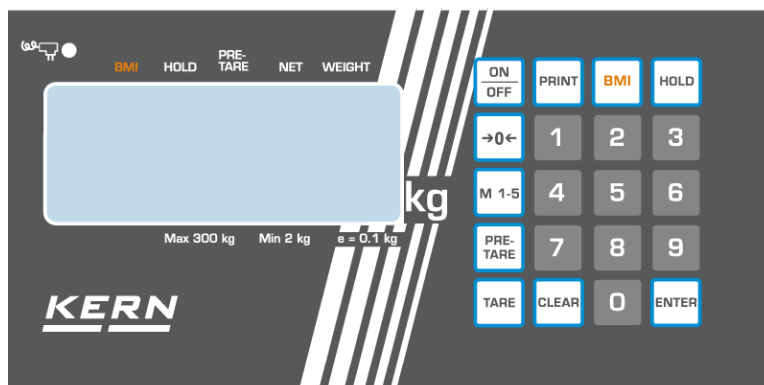 BMI HOLD PRE-TARE NET WEIGHT
kg
Max 300 kg Min 2 kg e = 0.1 kg
KERN
ON OFF PRINT BMI HOLD
→0← 1 2 3
M 1-5 4 5 6
PRE-TARE 7 8 9
TARE CLEAR 0 ENTER